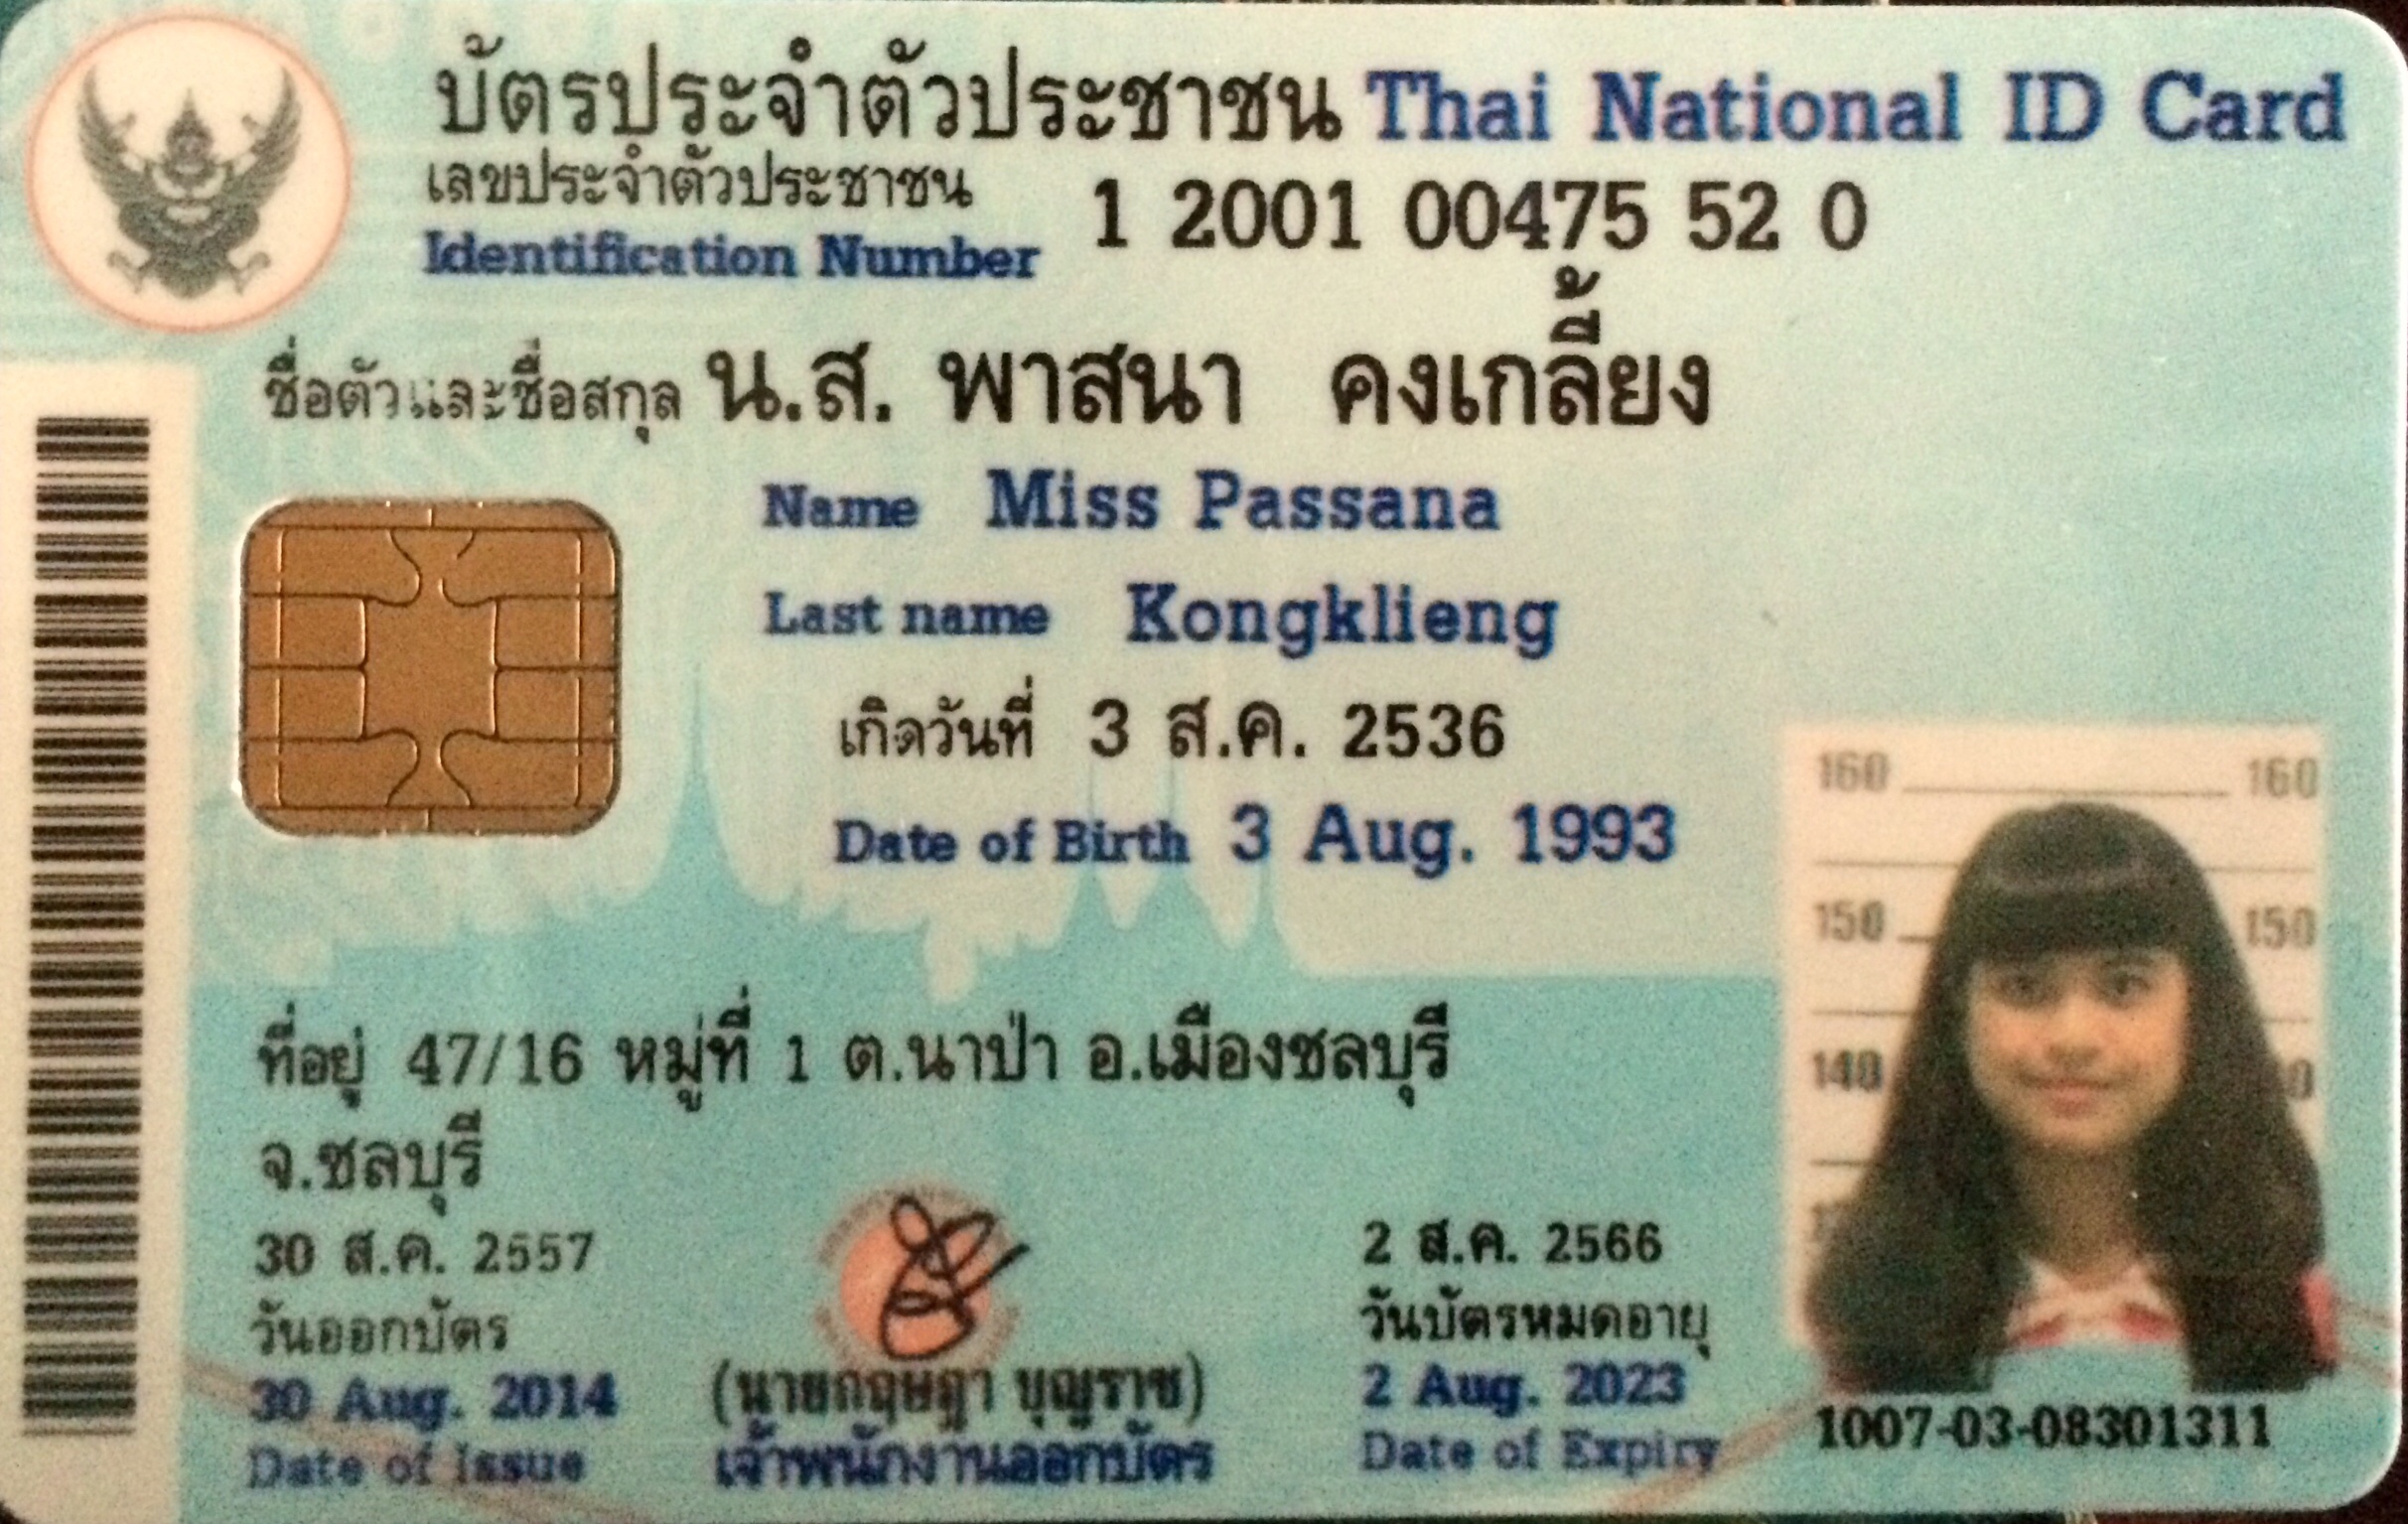 บัตรประจำตัวประชาชน Thai National ID Card
เลขประจำตัวประชาชน
Identification Number 1 2001 00475 52 0
ชื่อตัวและชื่อสกุล น.ส. พาสนา คงเกลี้ยง
Name Miss Passana
Last name Kongklieng
เกิดวันที่ 3 ส.ค. 2536
Date of Birth 3 Aug. 1993
160 160
150 150
140
ที่อยู่ 47/16 หมู่ที่ 1 ต.นาป่า อ.เมืองชลบุรี
จ.ชลบุรี
30 ส.ค. 2557
วันออกบัตร
30 Aug. 2014
Date of Issue
(นายกฤษฎา บุญราช)
เจ้าพนักงานออกบัตร
2 ส.ค. 2566
วันบัตรหมดอายุ
2 Aug. 2023
Date of Expiry
1007-03-08301311